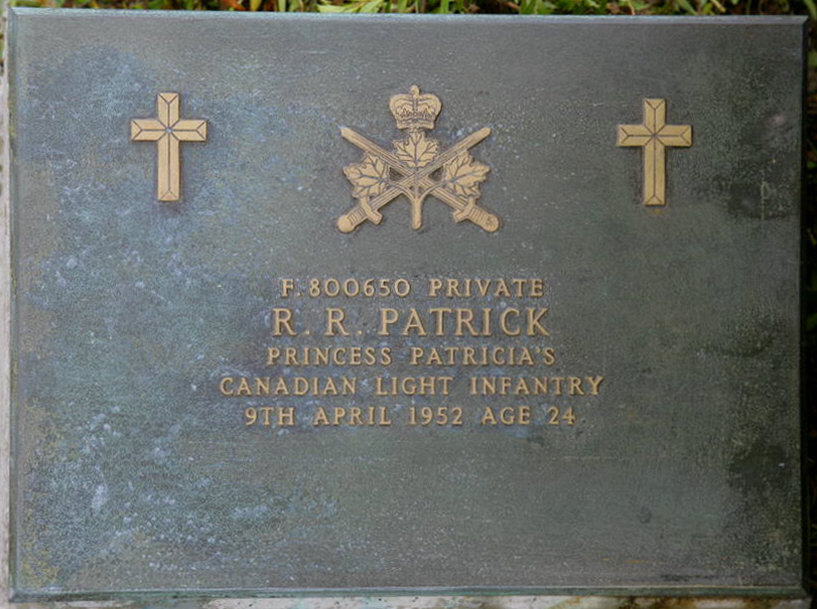 F. 800650 PRIVATE
R. R. PATRICK
PRINCESS PATRICIA'S
CANADIAN LIGHT INFANTRY
9TH APRIL 1952 AGE 24